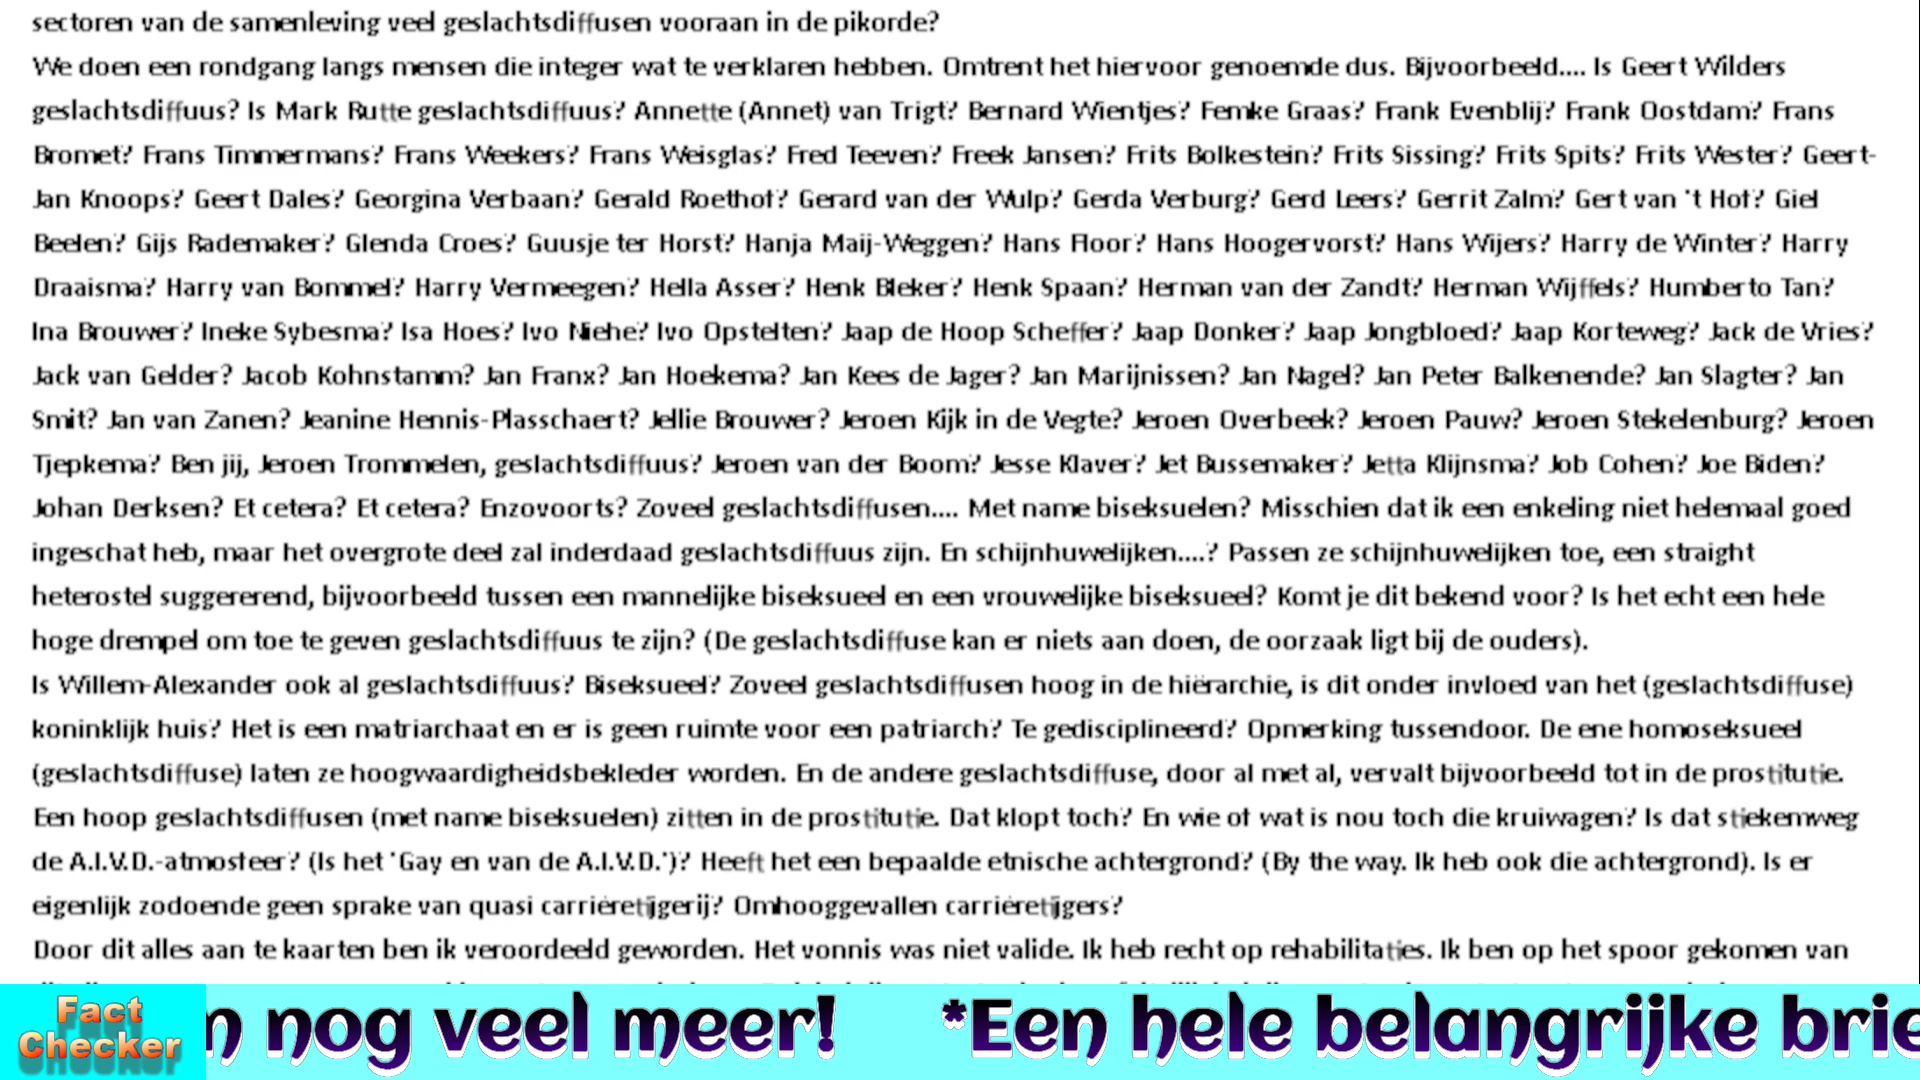 sectoren van de samenleving veel geslachtsdiffusen vooraan in de pikorde?
We doen een rondgang langs mensen die integer wat te verklaren hebben. Omtrent het hiervoor genoemde dus. Bijvoorbeeld.... Is Geert Wilders
geslachtsdiffuus? Is Mark Rutte geslachtsdiffuus? Annette (Annet) van Trigt? Bernard Wientjes? Femke Graas? Frank Evenblij? Frank Oostdam? Frans
Bromet? Frans Timmermans? Frans Weekers? Frans Weisglas? Fred Teeven? Freek Jansen? Frits Bolkestein? Frits Sissing? Frits Spits? Frits Wester? Geert-
Jan Knoops? Geert Dales? Georgina Verbaan? Gerald Roethof? Gerard van der Wulp? Gerda Verburg? Gerd Leers? Gerrit Zalm? Gert van 't Hof? Giel
Beelen? Gijs Rademaker? Glenda Croes? Guusje ter Horst? Hanja Maij-Weggen? Hans Floor? Hans Hoogervorst? Hans Wijers? Harry de Winter? Harry
Draaisma? Harry van Bommel? Harry Vermeegen? Hella Asser? Henk Bleker? Henk Spaan? Herman van der Zandt? Herman Wijffels? Humberto Tan?
Ina Brouwer? Ineke Sybesma? Isa Hoes? Ivo Niehe? Ivo Opstelten? Jaap de Hoop Scheffer? Jaap Donker? Jaap Jongbloed? Jaap Korteweg? Jack de Vries?
Jack van Gelder? Jacob Kohnstamm? Jan Franx? Jan Hoekema? Jan Kees de Jager? Jan Marijnissen? Jan Nagel? Jan Peter Balkenende? Jan Slagter? Jan
Smit? Jan van Zanen? Jeanine Hennis-Plasschaert? Jellie Brouwer? Jeroen Kijk in de Vegte? Jeroen Overbeek? Jeroen Pauw? Jeroen Stekelenburg? Jeroen
Tjepkema? Ben jij, Jeroen Trommelen, geslachtsdiffuus? Jeroen van der Boom? Jesse Klaver? Jet Bussemaker? Jetta Klijnsma? Job Cohen? Joe Biden?
Johan Derksen? Et cetera? Et cetera? Enzovoorts? Zoveel geslachtsdiffusen.... Met name biseksuelen? Misschien dat ik een enkeling niet helemaal goed
ingeschat heb, maar het overgrote deel zal inderdaad geslachtsdiffuus zijn. En schijnhuwelijken....? Passen ze schijnhuwelijken toe, een straight
heterostel suggererend, bijvoorbeeld tussen een mannelijke biseksueel en een vrouwelijke biseksueel? Komt je dit bekend voor? Is het echt een hele
hoge drempel om toe te geven geslachtsdiffuus te zijn? (De geslachtsdiffuse kan er niets aan doen, de oorzaak ligt bij de ouders).
Is Willem-Alexander ook al geslachtsdiffuus? Biseksueel? Zoveel geslachtsdiffusen hoog in de hiërarchie, is dit onder invloed van het (geslachtsdiffuse)
koninklijk huis? Het is een matriarchaat en er is geen ruimte voor een patriarch? Te gedisciplineerd? Opmerking tussendoor. De ene homoseksueel
(geslachtsdiffuse) laten ze hoogwaardigheidsbekleder worden. En de andere geslachtsdiffuse, door al met al, vervalt bijvoorbeeld tot in de prostitutie.
Een hoop geslachtsdiffusen (met name biseksuelen) zitten in de prostitutie. Dat klopt toch? En wie of wat is nou toch die kruiwagen? Is dat stiekemweg
de A.I.V.D.-atmosfeer? (Is het 'Gay en van de A.I.V.D.')? Heeft het een bepaalde etnische achtergrond? (By the way. Ik heb ook die achtergrond). Is er
eigenlijk zodoende geen sprake van quasi carrièretijgerij? Omhooggevallen carrièretijgers?
Door dit alles aan te kaarten ben ik veroordeeld geworden. Het vonnis was niet valide. Ik heb recht op rehabilitaties. Ik ben op het spoor gekomen van
Fact
Checker
n nog veel meer! *Een hele belangrijke brie